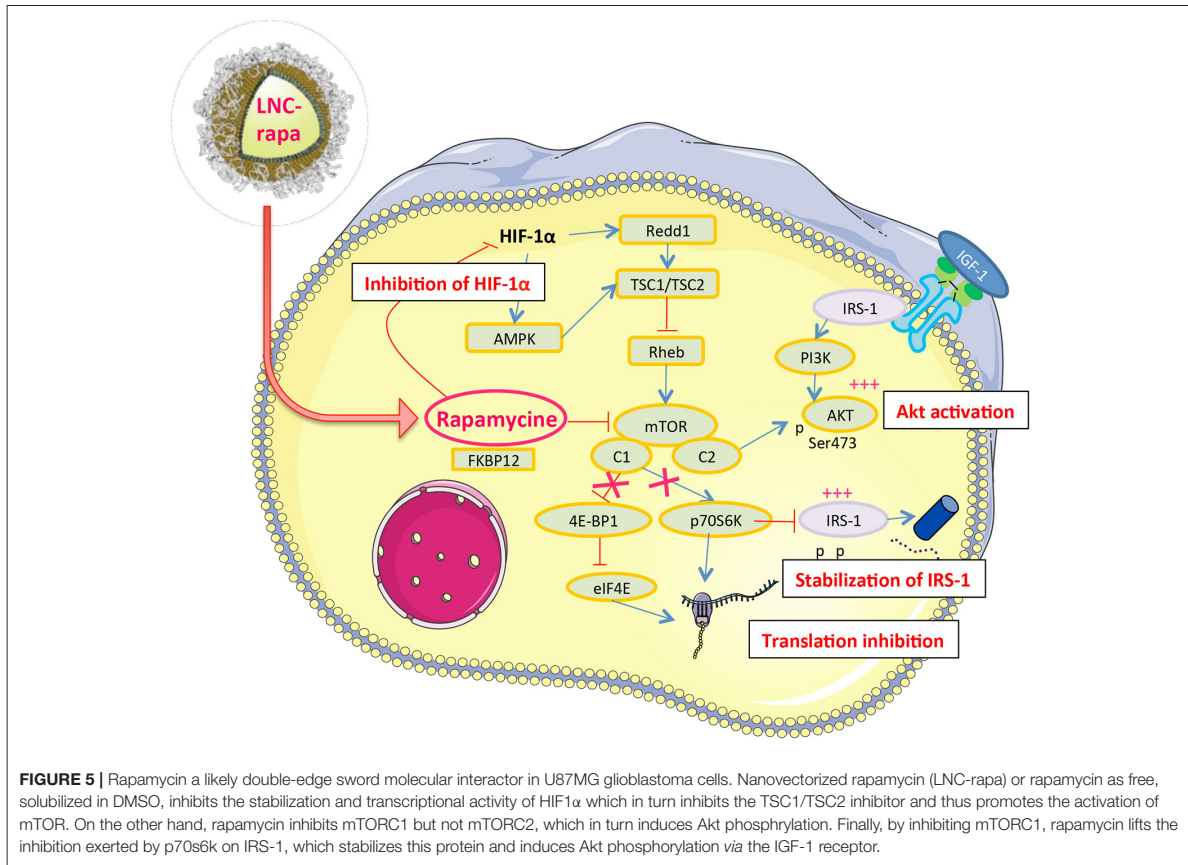 LNC-
rapa
HIF-1α
Redd1
IGF-1
Inhibition of HIF-1α
TSC1/TSC2
IRS-1
AMPK
Rheb
PI3K
+++
Rapamycine
mTOR
AKT
Akt activation
p
Ser473
FKBP12
C1
C2
+++
4E-BP1
p70S6K
IRS-1
p p
eIF4E
Stabilization of IRS-1
Translation inhibition
FIGURE 5 | Rapamycin a likely double-edge sword molecular interactor in U87MG glioblastoma cells. Nanovectorized rapamycin (LNC-rapa) or rapamycin as free,
solubilized in DMSO, inhibits the stabilization and transcriptional activity of HIF1α which in turn inhibits the TSC1/TSC2 inhibitor and thus promotes the activation of
mTOR. On the other hand, rapamycin inhibits mTORC1 but not mTORC2, which in turn induces Akt phosphrylation. Finally, by inhibiting mTORC1, rapamycin lifts the
inhibition exerted by p70s6k on IRS-1, which stabilizes this protein and induces Akt phosphorylation via the IGF-1 receptor.